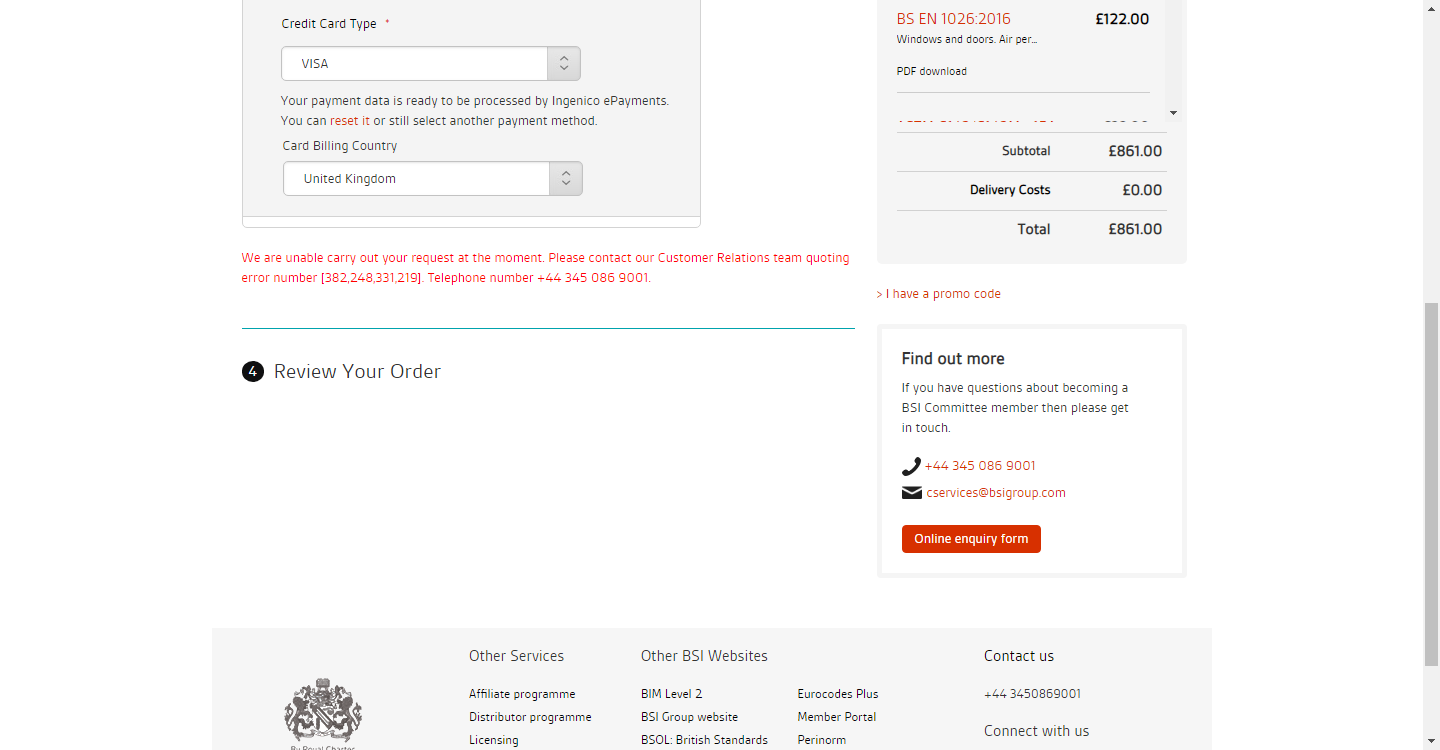 Credit Card Type *
VISA
Your payment data is ready to be processed by Ingenico ePayments.
You can reset it or still select another payment method.
Card Billing Country
United Kingdom
We are unable carry out your request at the moment. Please contact our Customer Relations team quoting
error number [382,248,331,219]. Telephone number +44 345 086 9001.
4 Review Your Order
BS EN 1026:2016 £122.00
Windows and doors. Air per...
PDF download
Subtotal £861.00
Delivery Costs £0.00
Total £861.00
> I have a promo code
Find out more
If you have questions about becoming a
BSI Committee member then please get
in touch.
+44 345 086 9001
cservices@bsigroup.com
Online enquiry form
By Royal Charter
Other Services
Affiliate programme
Distributor programme
Licensing
Other BSI Websites
BIM Level 2
BSI Group website
BSOL: British Standards
Eurocodes Plus
Member Portal
Perinorm
Contact us
+44 3450869001
Connect with us